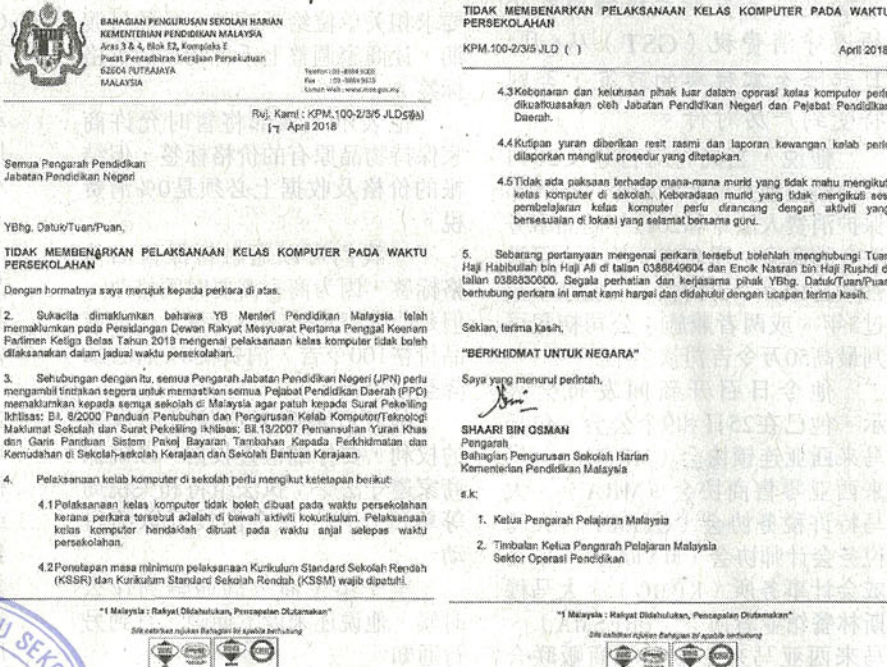 BAHAGIAN PENGURUSAN SEKOLAH HARIAN
KEMENTERIAN PENDIDIKAN MALAYSIA
Aras 3 & 4, Blok E2, Kompleks E
Pusat Pentadbiran Kerajaan Persekutuan
62604 PUTRAJAYA
MALAYSIA
Ruj. Kami : KPM.100-2/3/5 JLD
17 April 2018
Semua Pengarah Pendidikan
Jabatan Pendidikan Negeri
YBhg. Datuk/Tuan/Puan,
TIDAK MEMBENARKAN PELAKSANAAN KELAS KOMPUTER PADA WAKTU
PERSEKOLAHAN
Dengan hormatnya saya merujuk kepada perkara di atas.
2. Sukacita dimaklumkan bahawa YB Menteri Pendidikan Malaysia telah
memaklumkan pada Persidangan Dewan Rakyat Mesyuarat Pertama Penggal Keenam
Parlimen Ketiga Belas Tahun 2018 mengenai pelaksanaan kelas komputer tidak boleh
dilaksanakan dalam jadual waktu persekolahan.
3. Sehubungan dengan itu, semua Pengarah Jabatan Pendidikan Negeri (JPN) perlu
mengambil tindakan segera untuk memastikan semua Pejabat Pendidikan Daerah (PPD)
memaklumkan kepada semua sekolah di Malaysia agar patuh kepada Surat Pekeliling
Ikhtisas: Bil. 8/2000 Panduan Penubuhan dan Pengurusan Kelab Komputer/Teknologi
Maklumat Sekolah dan Surat Pekeliling Ikhtisas: Bil.13/2007 Pemansuhan Yuran Khas
dan Garis Panduan Sistem Pakej Bayaran Tambahan Kepada Perkhidmatan dan
Kemudahan di Sekolah-sekolah Kerajaan dan Sekolah Bantuan Kerajaan.
4. Pelaksanaan kelab komputer di sekolah perlu mengikut ketetapan berikut:
4.1 Pelaksanaan kelas komputer tidak boleh dibuat pada waktu persekolahan
kerana perkara tersebut adalah di bawah aktiviti kokurikulum. Pelaksanaan
kelas komputer hendaklah dibuat pada waktu anjal selepas waktu
persekolahan.
4.2 Penetapan masa minimum pelaksanaan Kurikulum Standard Sekolah Rendah
(KSSR) dan Kurikulum Standard Sekolah Rendah (KSSM) wajib dipatuhi.
"1 Malaysia : Rakyat Didahulukan, Pencapaian Diutamakan"
Sila catatkan rujukan Bahagian ini apabila berhubung
TIDAK MEMBENARKAN PELAKSANAAN KELAS KOMPUTER PADA WAKTU
PERSEKOLAHAN
KPM.100-2/3/5 JLD ( ) April 2018
4.3 Kebenaran dan kelulusan pihak luar dalam operasi kelas komputer perlu
dikuatkuasakan oleh Jabatan Pendidikan Negeri dan Pejabat Pendidikan
Daerah.
4.4 Kutipan yuran diberikan resit rasmi dan laporan kewangan kelab perlu
dilaporkan mengikut prosedur yang ditetapkan.
4.5 Tidak ada paksaan terhadap mana-mana murid yang tidak mahu mengikuti
kelas komputer di sekolah. Keberadaan murid yang tidak mengikuti sesi
pembelajaran kelas komputer perlu dirancang dengan aktiviti yang
bersesuaian di lokasi yang selamat bersama guru.
5. Sebarang pertanyaan mengenai perkara tersebut bolehlah menghubungi Tuan
Haji Habibullah bin Haji Ali di talian 0388849604 dan Encik Nasran bin Haji Rushdi di
talian 0388830600. Segala perhatian dan kerjasama pihak YBhg. Datuk/Tuan/Puan
berhubung perkara ini amat kami hargai dan didahului dengan ucapan terima kasih.
Sekian, terima kasih.
"BERKHIDMAT UNTUK NEGARA"
Saya yang menurut perintah,
SHAARI BIN OSMAN
Pengarah
Bahagian Pengurusan Sekolah Harian
Kementerian Pendidikan Malaysia
s.k:
1. Ketua Pengarah Pelajaran Malaysia
2. Timbalan Ketua Pengarah Pelajaran Malaysia
Sektor Operasi Pendidikan
"1 Malaysia : Rakyat Didahulukan, Pencapaian Diutamakan"
Sila catatkan rujukan Bahagian ini apabila berhubung